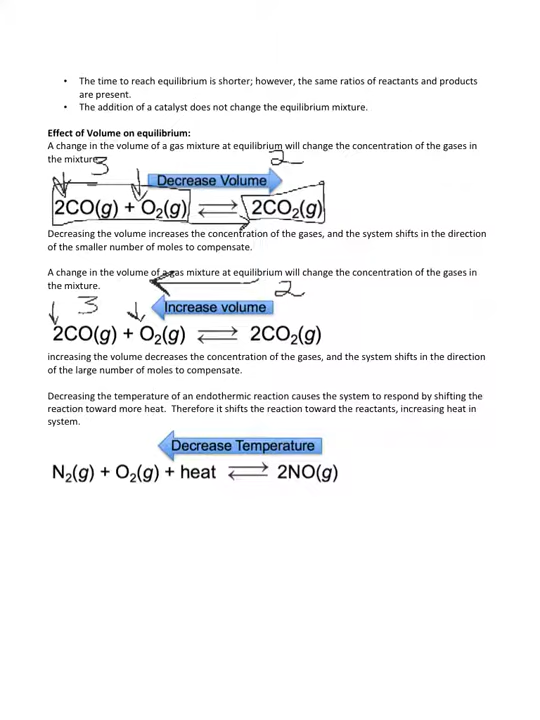 • The time to reach equilibrium is shorter; however, the same ratios of reactants and products
are present.
• The addition of a catalyst does not change the equilibrium mixture.
Effect of Volume on equilibrium:
A change in the volume of a gas mixture at equilibrium will change the concentration of the gases in
the mixture.
3 2
Decrease Volume
2CO(g) + O₂(g) ⇌ 2CO₂(g)
Decreasing the volume increases the concentration of the gases, and the system shifts in the direction
of the smaller number of moles to compensate.
A change in the volume of a gas mixture at equilibrium will change the concentration of the gases in
the mixture.
3 2
Increase volume
2CO(g) + O₂(g) ⇌ 2CO₂(g)
increasing the volume decreases the concentration of the gases, and the system shifts in the direction
of the large number of moles to compensate.
Decreasing the temperature of an endothermic reaction causes the system to respond by shifting the
reaction toward more heat. Therefore it shifts the reaction toward the reactants, increasing heat in
system.
Decrease Temperature
N₂(g) + O₂(g) + heat ⇌ 2NO(g)